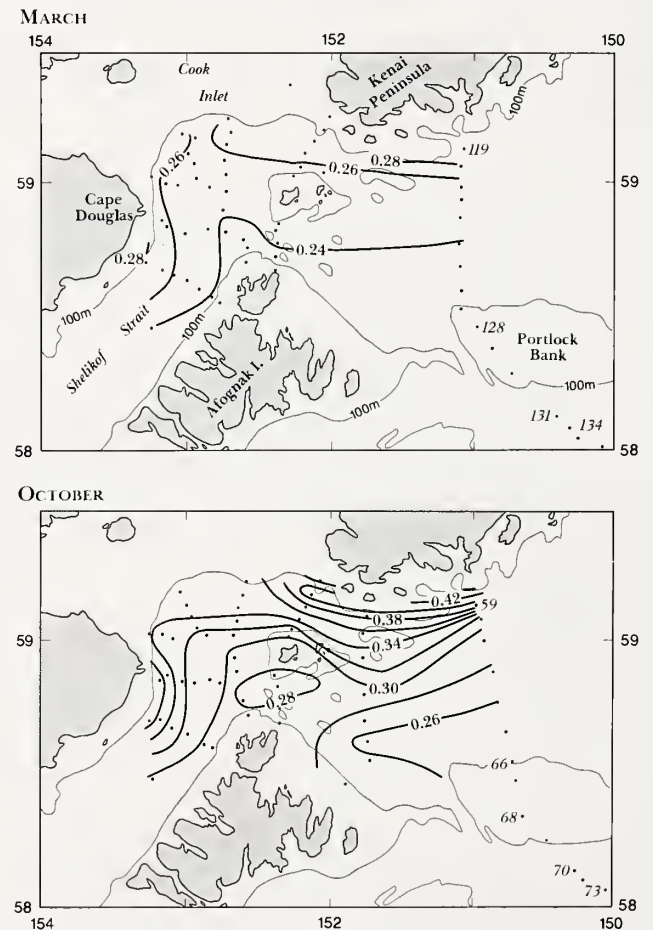 MARCH
154
152
150
Cook
Inlet
Kenai
Peninsula
100m
119
0.26
0.28
0.26
59
59
Cape
Douglas
0.28
0.24
100m
Shelikof Strait
100m
128
Portlock
Bank
100m
Afognak I.
100m
131
134
58
58
OCTOBER
0.42
59
0.38
59
59
0.34
0.30
0.28
0.26
66
68
70
73
58
58
154
152
150